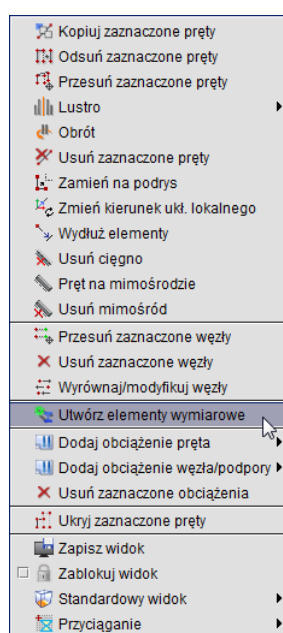 Kopiuj zaznaczone pręty
Odsuń zaznaczone pręty
Przesuń zaznaczone pręty
Lustro
Obrót
Usuń zaznaczone pręty
Zamień na podrys
Zmień kierunek ukł. lokalnego
Wydłuż elementy
Usuń cięgno
Pręt na mimośrodzie
Usuń mimośród
Przesuń zaznaczone węzły
Usuń zaznaczone węzły
Wyrównaj/modyfikuj węzły
Utwórz elementy wymiarowe
Dodaj obciążenie pręta
Dodaj obciążenie węzła/podpory
Usuń zaznaczone obciążenia
Ukryj zaznaczone pręty
Zapisz widok
Zablokuj widok
Standardowy widok
Przyciąganie